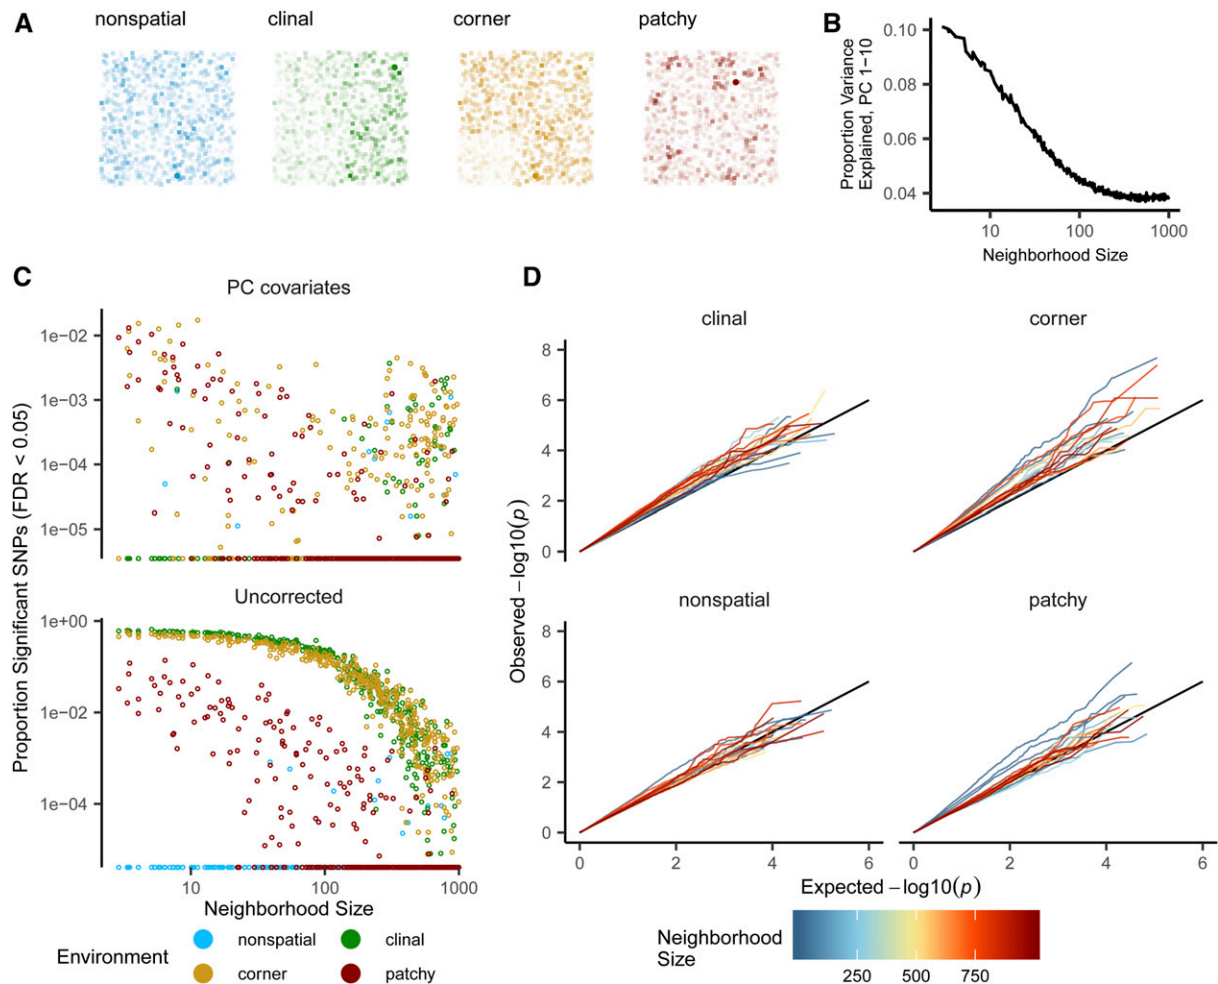 A
nonspatial
clinal
corner
patchy
B
Proportion Variance
Explained, PC 1−10
0.10
0.08
0.06
0.04
10
100
1000
Neighborhood Size
C
PC covariates
1e−02
1e−03
1e−04
1e−05
Uncorrected
1e+00
1e−02
1e−04
Proportion Significant SNPs (FDR < 0.05)
10
100
1000
Neighborhood Size
Environment
nonspatial
clinal
corner
patchy
D
clinal
corner
8
6
4
2
0
nonspatial
patchy
8
6
4
2
0
Observed −log10(p)
0
2
4
6
0
2
4
6
Expected −log10(p)
Neighborhood
Size
250
500
750